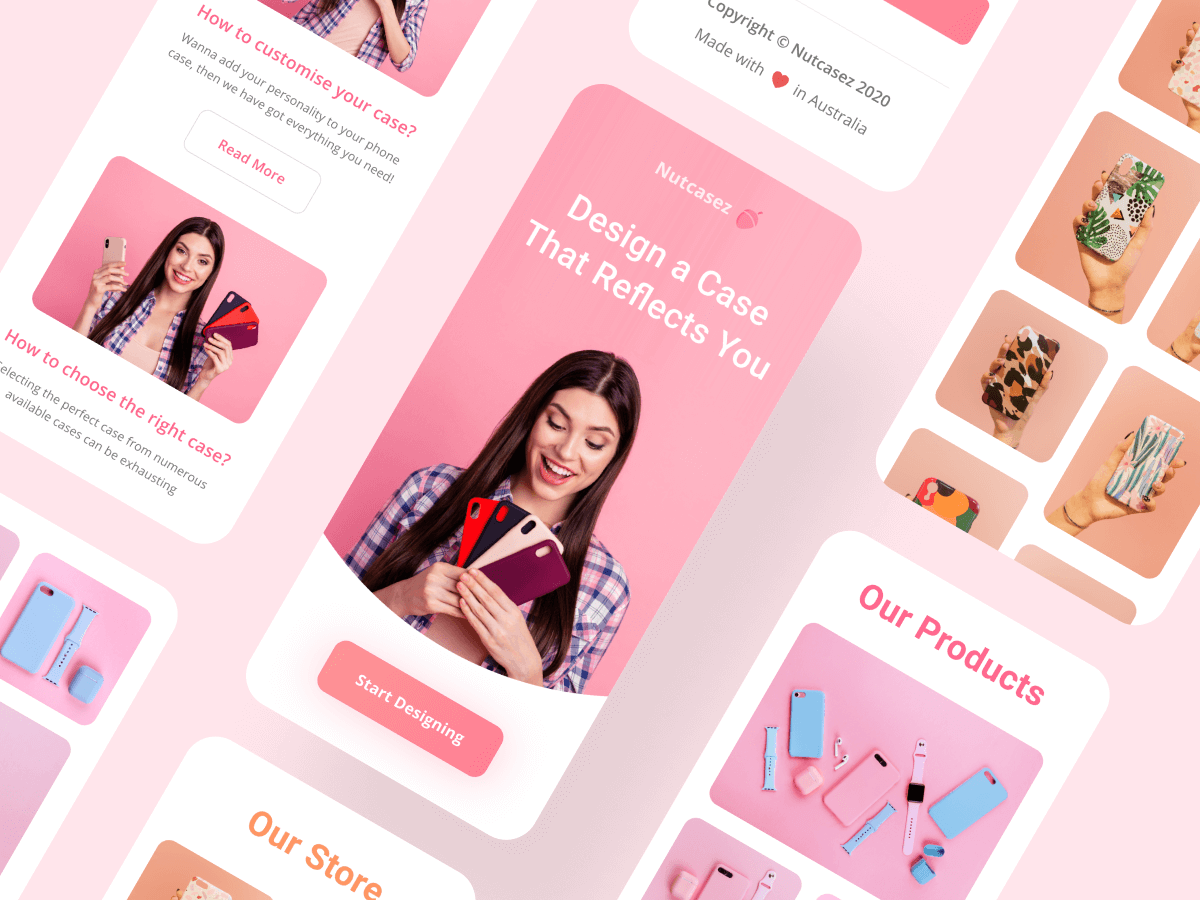 How to customise your case?
Wanna add your personality to your phone
case, then we have got everything you need!
Read More
How to choose the right case?
Selecting the perfect case from numerous
available cases can be exhausting
Copyright © Nutcasez 2020
Made with ❤ in Australia
Nutcasez
Design a Case
That Reflects You
Start Designing
Our Products
Our Store